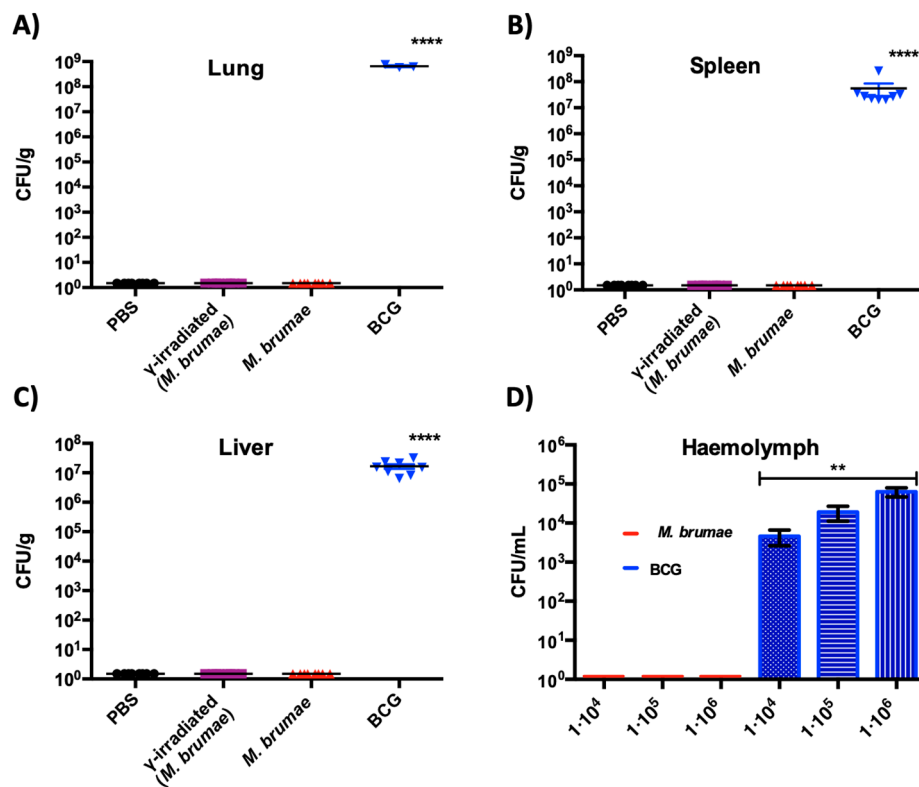 A)
Lung
****
CFU/g
10⁹
10⁸
10⁷
10⁶
10⁵
10⁴
10³
10²
10¹
10⁰
PBS
γ-irradiated
(M. brumae)
M. brumae
BCG
B)
Spleen
****
CFU/g
10⁹
10⁸
10⁷
10⁶
10⁵
10⁴
10³
10²
10¹
10⁰
PBS
γ-irradiated
(M. brumae)
M. brumae
BCG
C)
Liver
****
CFU/g
10⁸
10⁷
10⁶
10⁵
10⁴
10³
10²
10¹
10⁰
PBS
γ-irradiated
(M. brumae)
M. brumae
BCG
D)
Haemolymph
**
CFU/mL
10⁶
10⁵
10⁴
10³
10²
10¹
10⁰
M. brumae
BCG
1·10⁴
1·10⁵
1·10⁶
1·10⁴
1·10⁵
1·10⁶